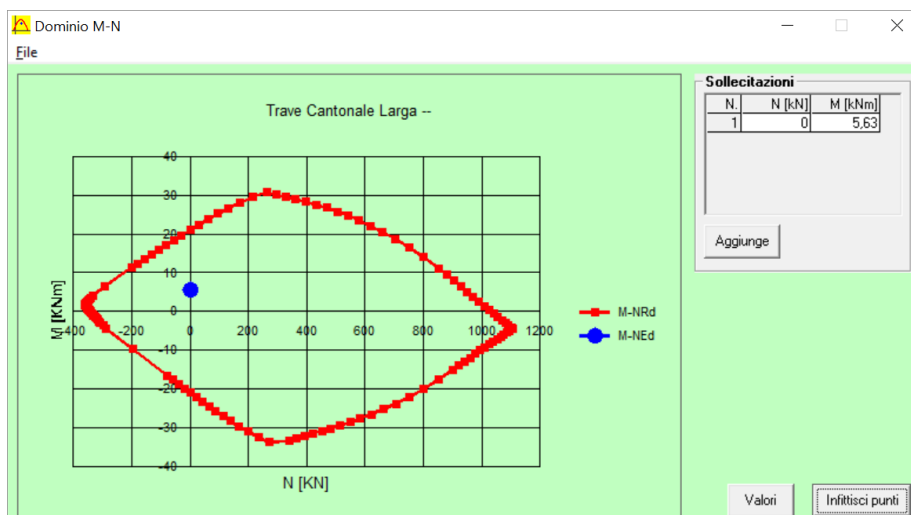 Dominio M-N
File
Trave Cantonale Larga --
40
30
20
10
0
-400 -200 0 200 400 600 800 1000 1200
-10
-20
-30
-40
M [KNm]
N [KN]
M-NRd
M-NEd
Sollecitazioni
N. N [kN] M [kNm]
1 0 5,63
Aggiunge
Valori
Infittisci punti